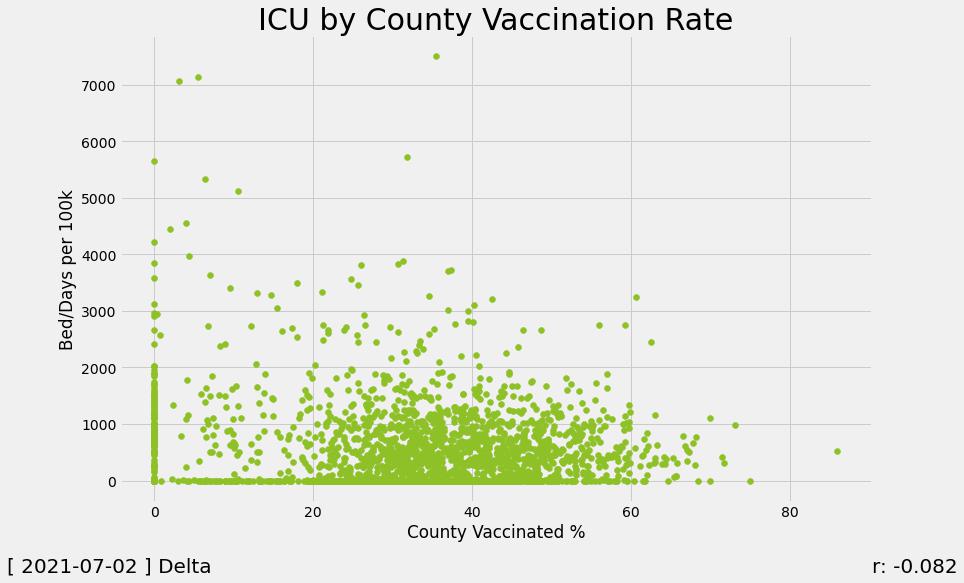 ICU by County Vaccination Rate
Bed/Days per 100k
7000
6000
5000
4000
3000
2000
1000
0
0 20 40 60 80
County Vaccinated %
[ 2021-07-02 ] Delta r: -0.082